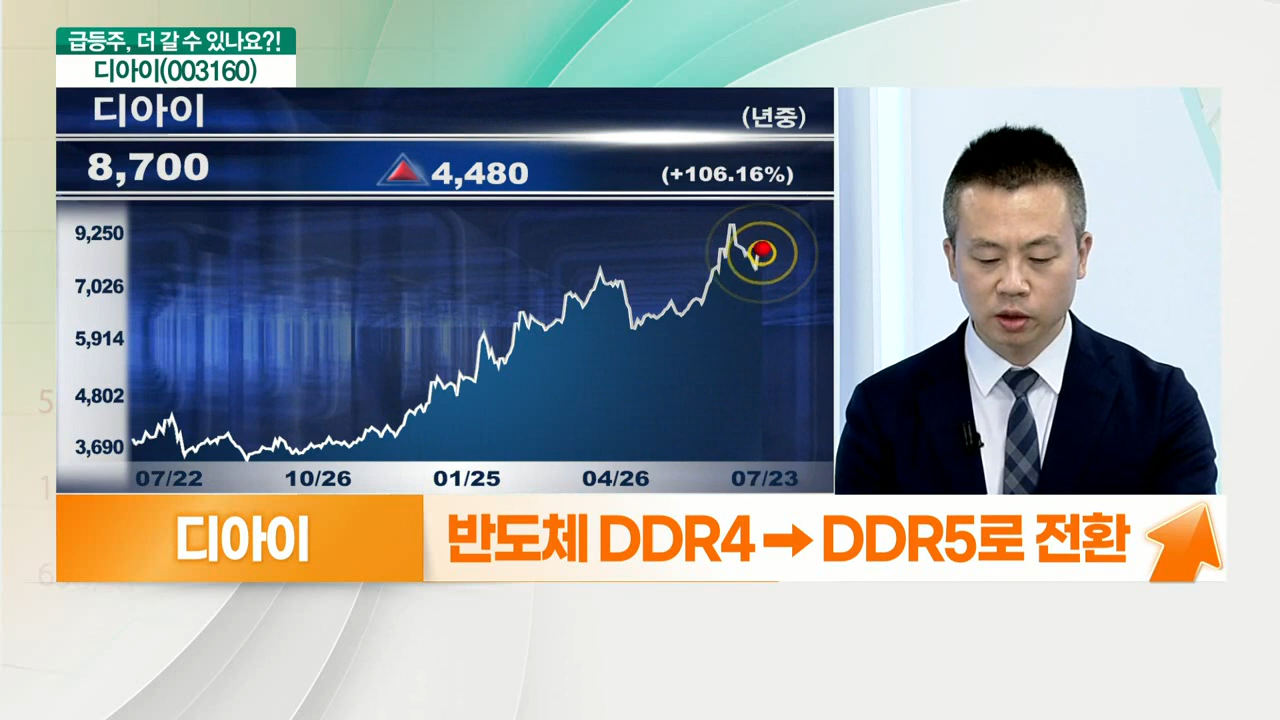 급등주, 더 갈 수 있나요?!
디아이(003160)
디아이 (년중)
8,700 4,480 (+106.16%)
9,250
7,026
5,914
4,802
3,690
07/22 10/26 01/25 04/26 07/23
디아이
반도체 DDR4→DDR5로 전환